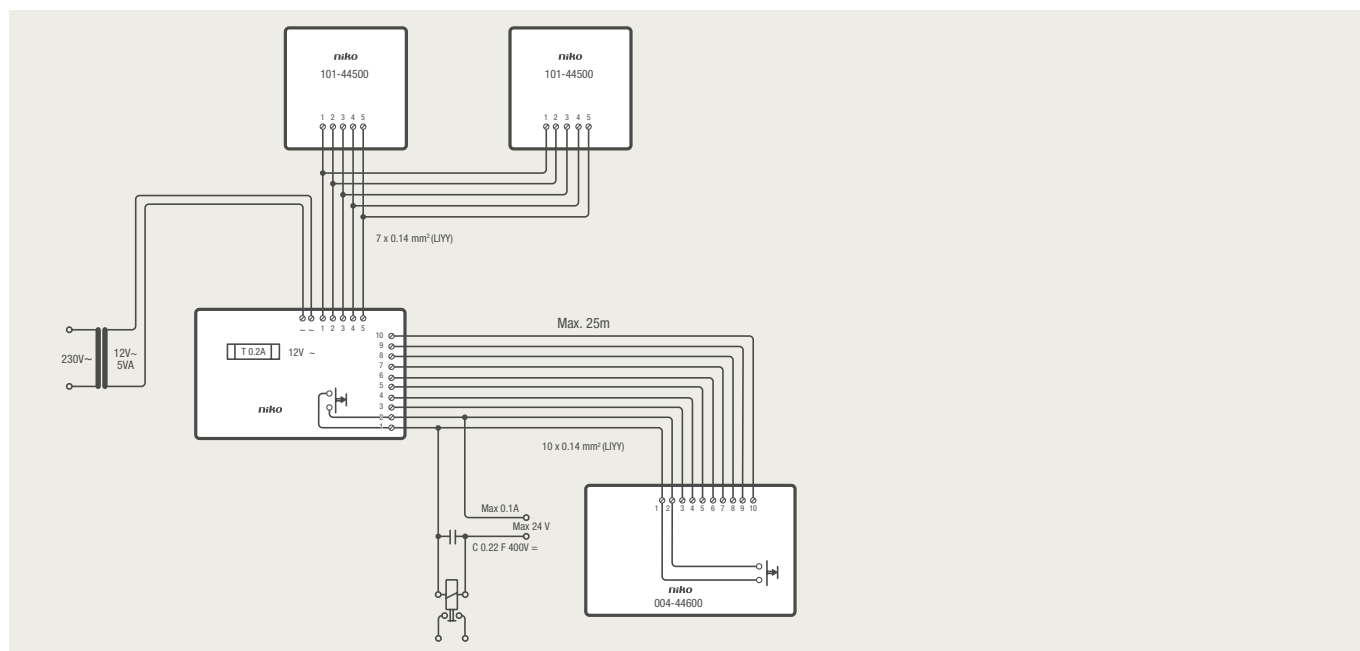 niko
101-44500
1 2 3 4 5
niko
101-44500
1 2 3 4 5
7 x 0.14 mm² (LIYY)
230V~
12V~
5VA
~ ~ 1 2 3 4 5
T 0.2A
12V ~
niko
10
9
8
7
6
5
4
3
2
1
Max. 25m
10 x 0.14 mm² (LIYY)
Max 0.1A
Max 24 V
C 0.22 F 400V =
1 2 3 4 5 6 7 8 9 10
niko
004-44600